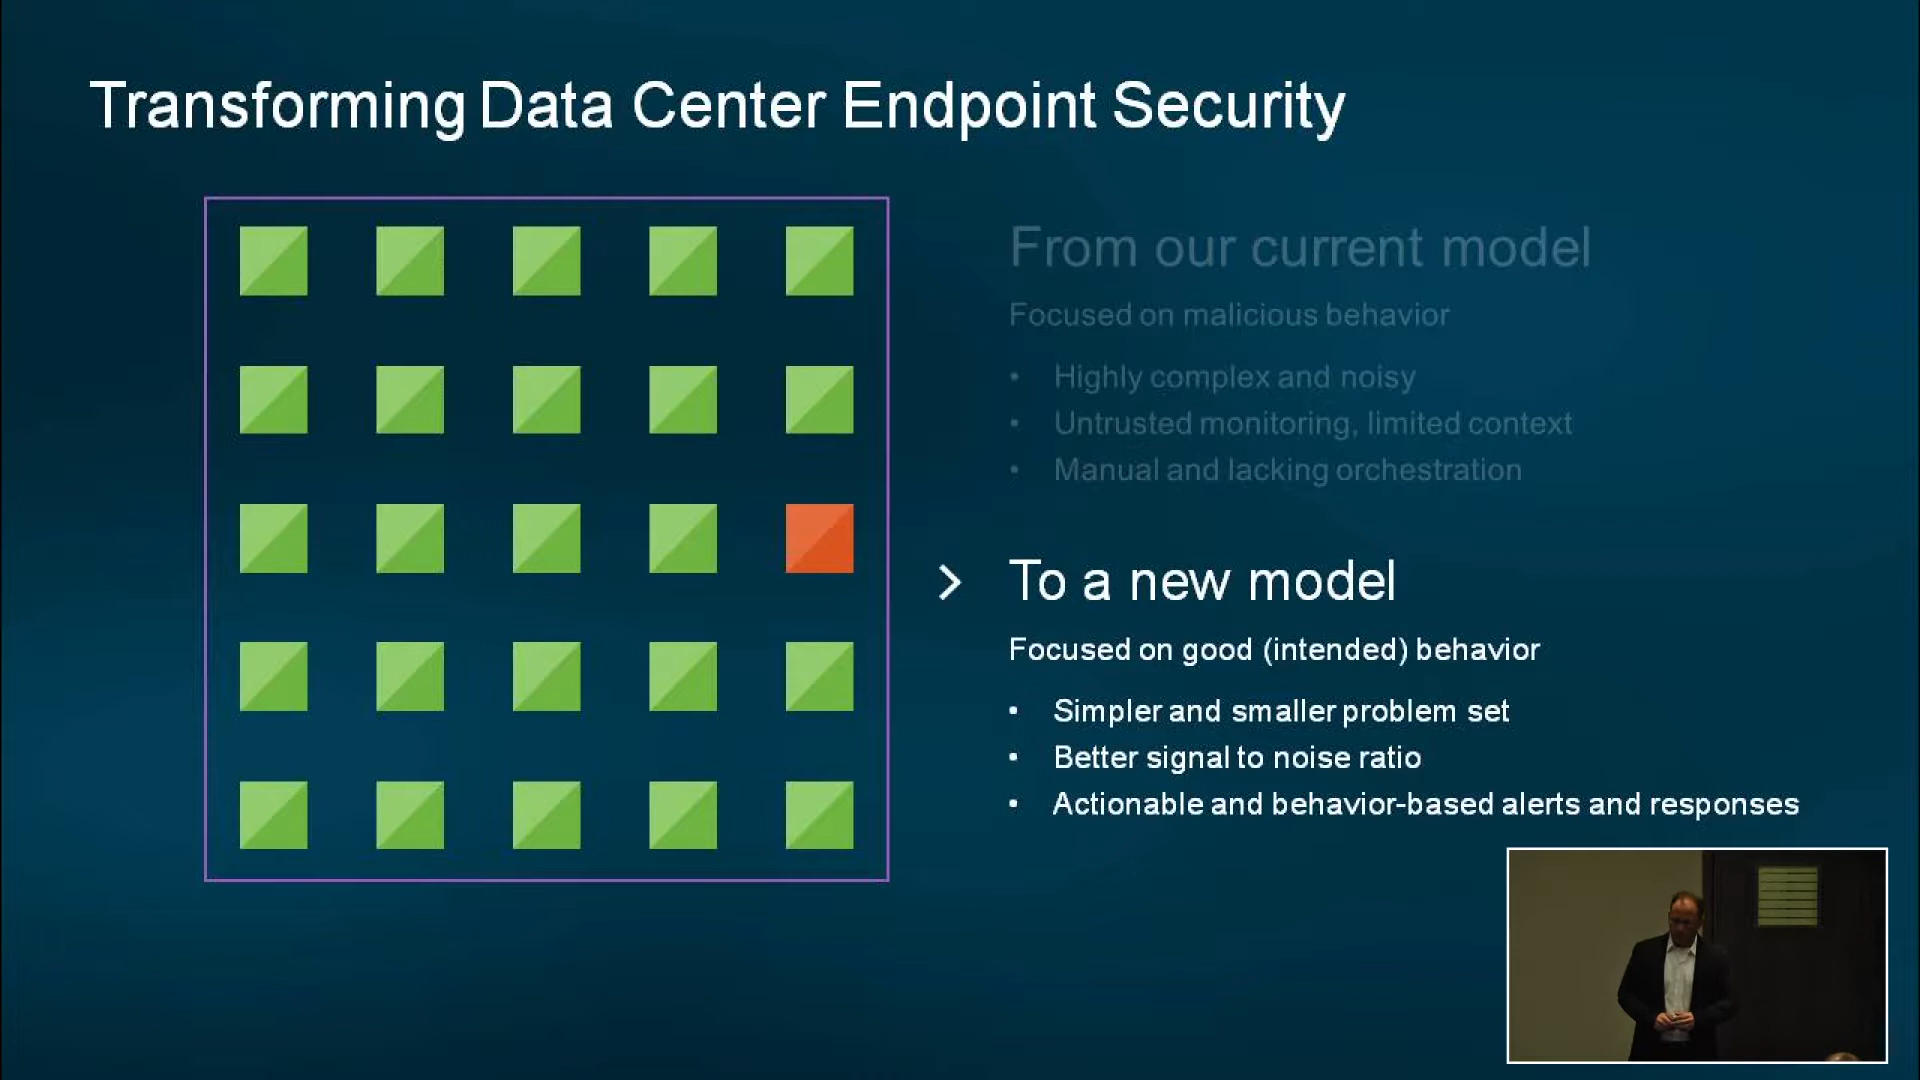 Transforming Data Center Endpoint Security
From our current model
Focused on malicious behavior
• Highly complex and noisy
• Untrusted monitoring, limited context
• Manual and lacking orchestration
To a new model
Focused on good (intended) behavior
• Simpler and smaller problem set
• Better signal to noise ratio
• Actionable and behavior-based alerts and responses